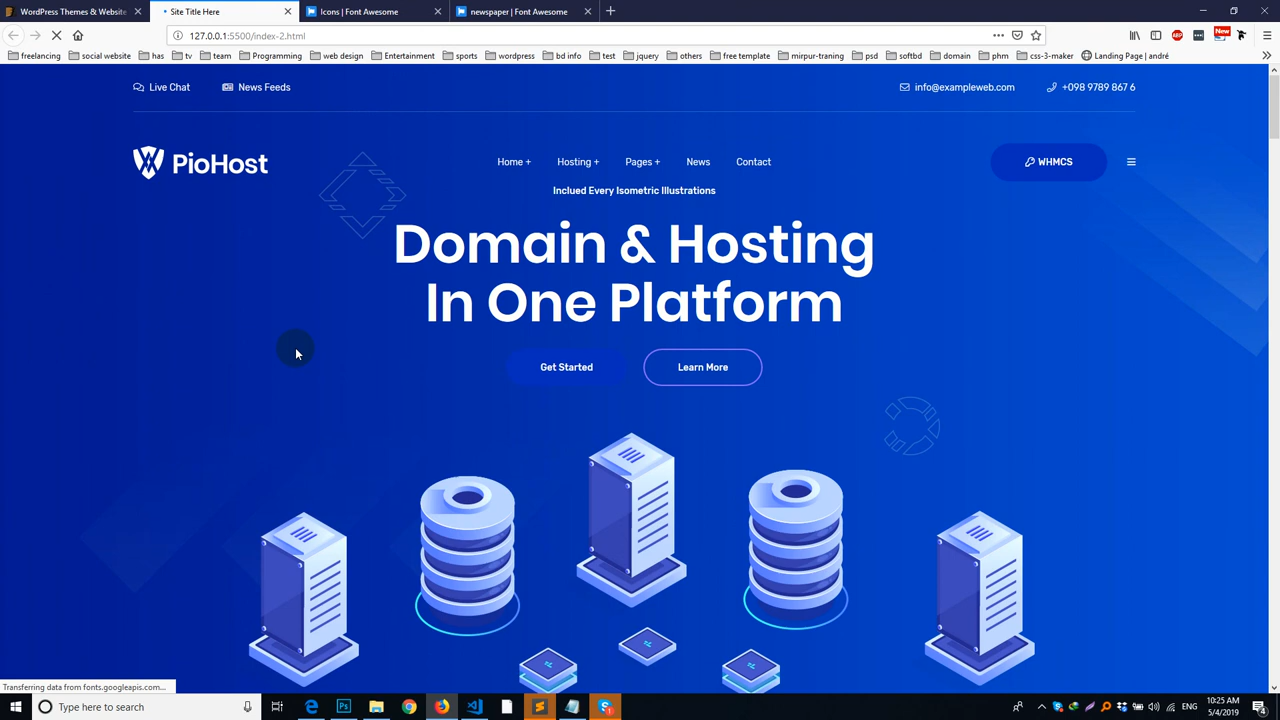 WordPress Themes & Website
Site Title Here
Icons | Font Awesome
newspaper | Font Awesome
127.0.0.1:5500/index-2.html
New
ABP
freelancing
social website
has
tv
team
Programming
web design
Entertainment
sports
wordpress
bd info
test
jquery
others
free template
mirpur-traning
psd
softbd
domain
phm
css-3-maker
Landing Page | andré
Live Chat
News Feeds
info@exampleweb.com
+098 9789 867 6
PioHost
Home +
Hosting +
Pages +
News
Contact
WHMCS
Inclued Every Isometric Illustrations
Domain & Hosting
In One Platform
Get Started
Learn More
Transferring data from fonts.googleapis.com...
Type here to search
ENG
10:25 AM
5/4/2019